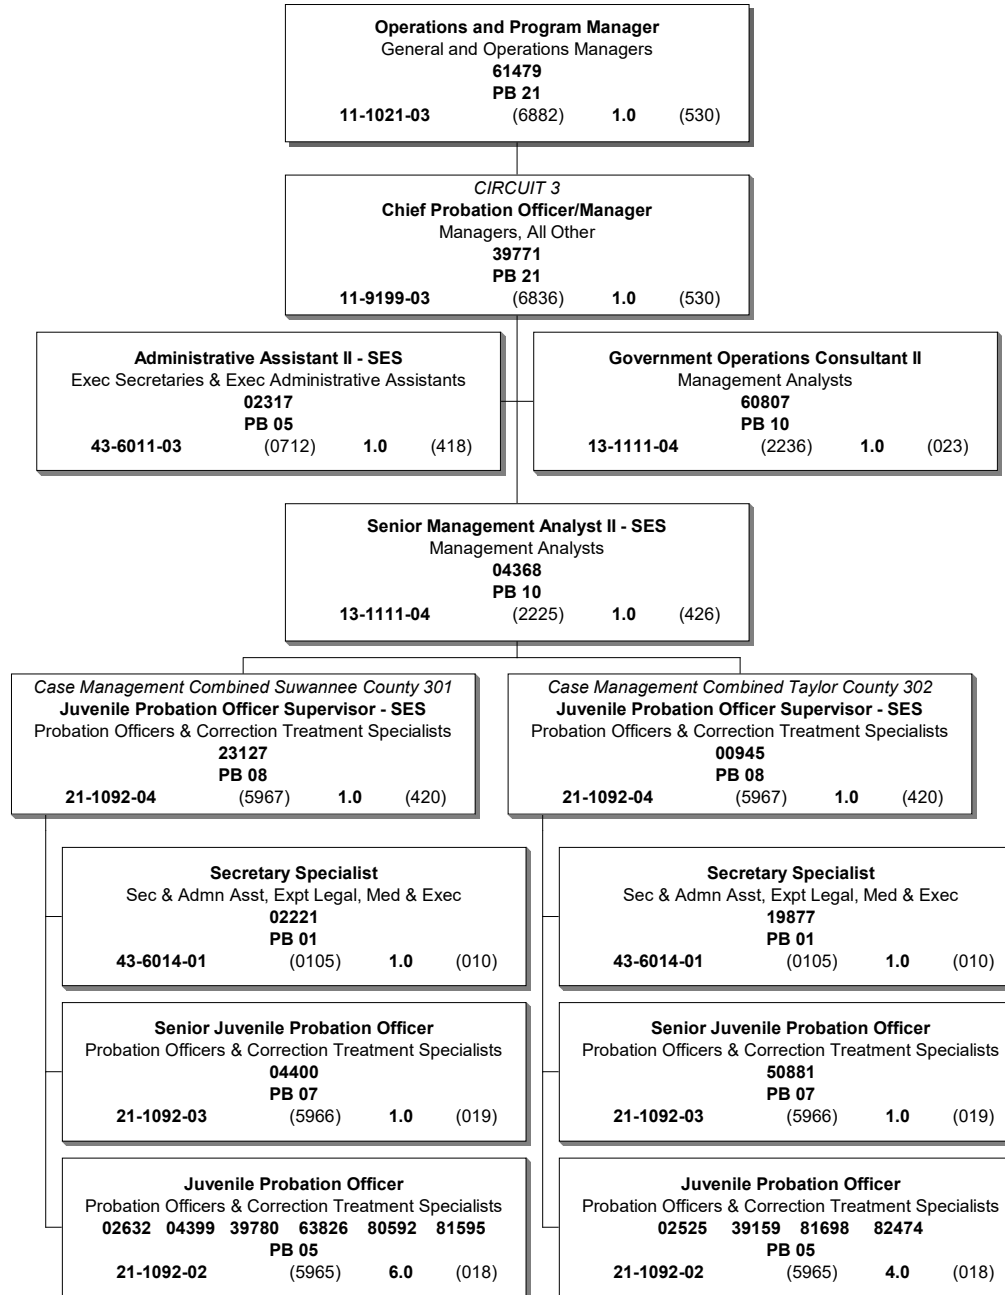 Operations and Program Manager
General and Operations Managers
61479
PB 21
11-1021-03 (6882) 1.0 (530)
CIRCUIT 3
Chief Probation Officer/Manager
Managers, All Other
39771
PB 21
11-9199-03 (6836) 1.0 (530)
Administrative Assistant II - SES
Exec Secretaries & Exec Administrative Assistants
02317
PB 05
43-6011-03 (0712) 1.0 (418)
Government Operations Consultant II
Management Analysts
60807
PB 10
13-1111-04 (2236) 1.0 (023)
Senior Management Analyst II - SES
Management Analysts
04368
PB 10
13-1111-04 (2225) 1.0 (426)
Case Management Combined Suwannee County 301
Juvenile Probation Officer Supervisor - SES
Probation Officers & Correction Treatment Specialists
23127
PB 08
21-1092-04 (5967) 1.0 (420)
Secretary Specialist
Sec & Admn Asst, Expt Legal, Med & Exec
02221
PB 01
43-6014-01 (0105) 1.0 (010)
Senior Juvenile Probation Officer
Probation Officers & Correction Treatment Specialists
04400
PB 07
21-1092-03 (5966) 1.0 (019)
Juvenile Probation Officer
Probation Officers & Correction Treatment Specialists
02632 04399 39780 63826 80592 81595
PB 05
21-1092-02 (5965) 6.0 (018)
Case Management Combined Taylor County 302
Juvenile Probation Officer Supervisor - SES
Probation Officers & Correction Treatment Specialists
00945
PB 08
21-1092-04 (5967) 1.0 (420)
Secretary Specialist
Sec & Admn Asst, Expt Legal, Med & Exec
19877
PB 01
43-6014-01 (0105) 1.0 (010)
Senior Juvenile Probation Officer
Probation Officers & Correction Treatment Specialists
50881
PB 07
21-1092-03 (5966) 1.0 (019)
Juvenile Probation Officer
Probation Officers & Correction Treatment Specialists
02525 39159 81698 82474
PB 05
21-1092-02 (5965) 4.0 (018)